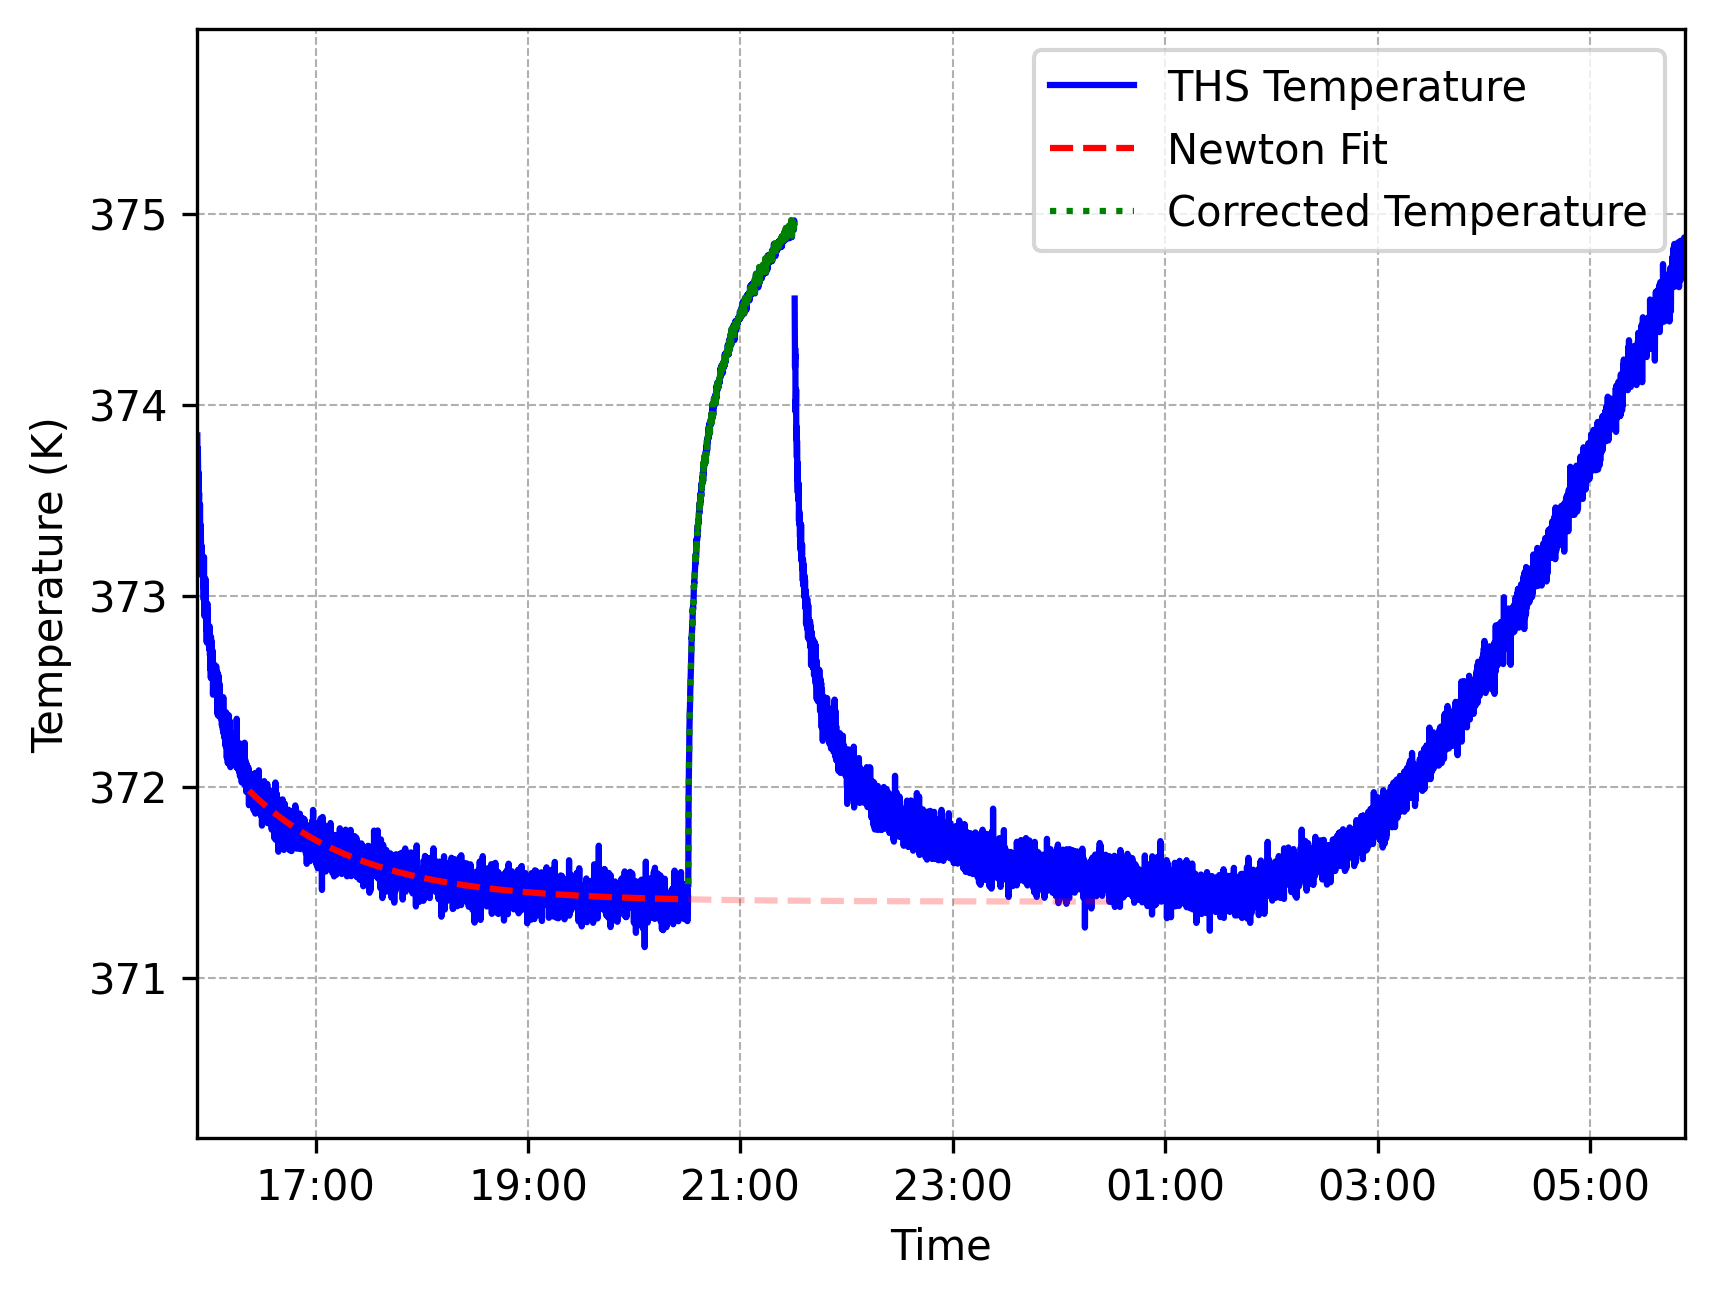 THS Temperature
Newton Fit
Corrected Temperature
Temperature (K)
375
374
373
372
371
17:00 19:00 21:00 23:00 01:00 03:00 05:00
Time